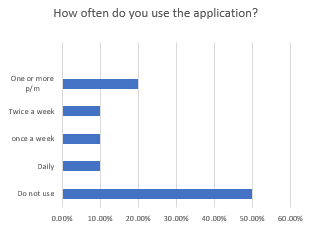 How often do you use the application?
One or more
p/m
Twice a week
once a week
Daily
Do not use
0.00% 10.00% 20.00% 30.00% 40.00% 50.00% 60.00%